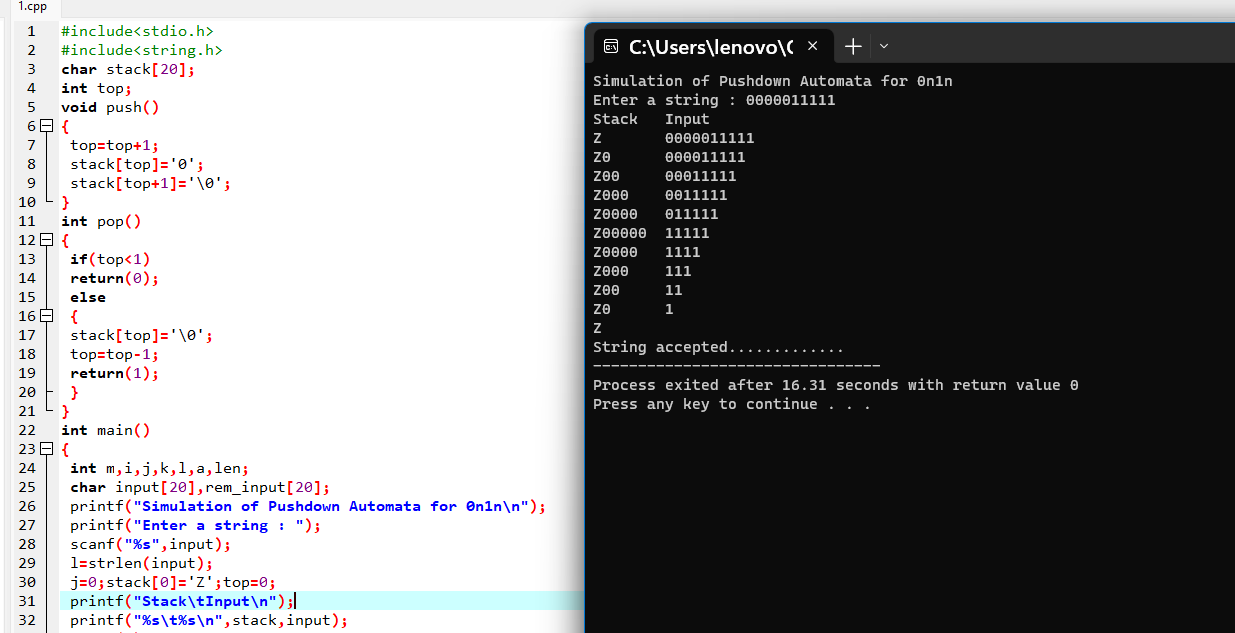 1.cpp
1 #include<stdio.h>
2 #include<string.h>
3 char stack[20];
4 int top;
5 void push()
6 {
7 top=top+1;
8 stack[top]='0';
9 stack[top+1]='\0';
10 }
11 int pop()
12 {
13 if(top<1)
14 return(0);
15 else
16 {
17 stack[top]='\0';
18 top=top-1;
19 return(1);
20 }
21 }
22 int main()
23 {
24 int m,i,j,k,l,a,len;
25 char input[20],rem_input[20];
26 printf("Simulation of Pushdown Automata for 0n1n\n");
27 printf("Enter a string : ");
28 scanf("%s",input);
29 l=strlen(input);
30 j=0;stack[0]='Z';top=0;
31 printf("Stack\tInput\n");
32 printf("%s\t%s\n",stack,input);
C:\Users\lenovo\
Simulation of Pushdown Automata for 0n1n
Enter a string : 0000011111
Stack Input
Z 0000011111
Z0 000011111
Z00 00011111
Z000 0011111
Z0000 011111
Z00000 11111
Z0000 1111
Z000 111
Z00 11
Z0 1
Z
String accepted.............
--------------------------------
Process exited after 16.31 seconds with return value 0
Press any key to continue . . .